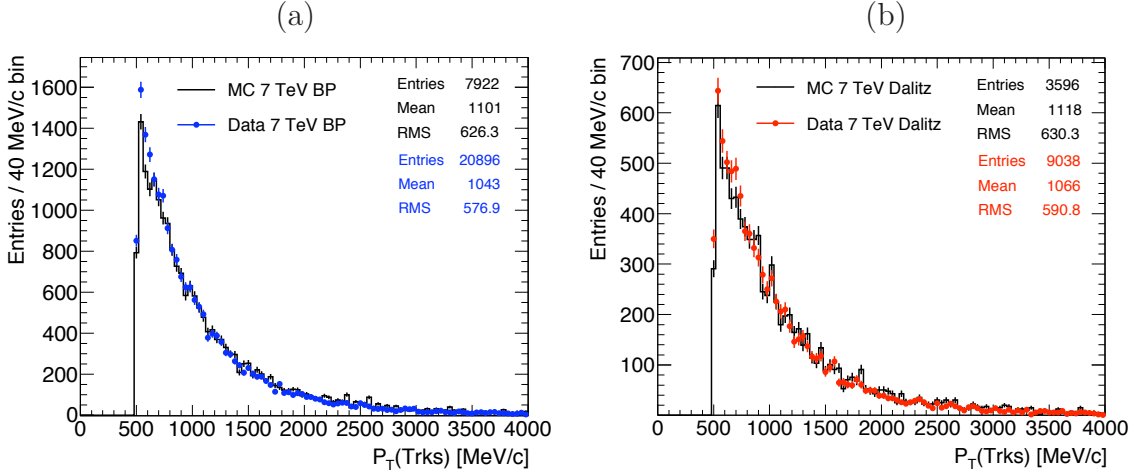 (a)
Entries / 40 MeV/c bin
1600
1400
1200
1000
800
600
400
200
0
MC 7 TeV BP
Data 7 TeV BP
Entries 7922
Mean 1101
RMS 626.3
Entries 20896
Mean 1043
RMS 576.9
0 500 1000 1500 2000 2500 3000 3500 4000
P_T(Trks) [MeV/c]
(b)
Entries / 40 MeV/c bin
700
600
500
400
300
200
100
MC 7 TeV Dalitz
Data 7 TeV Dalitz
Entries 3596
Mean 1118
RMS 630.3
Entries 9038
Mean 1066
RMS 590.8
0 500 1000 1500 2000 2500 3000 3500 4000
P_T(Trks) [MeV/c]